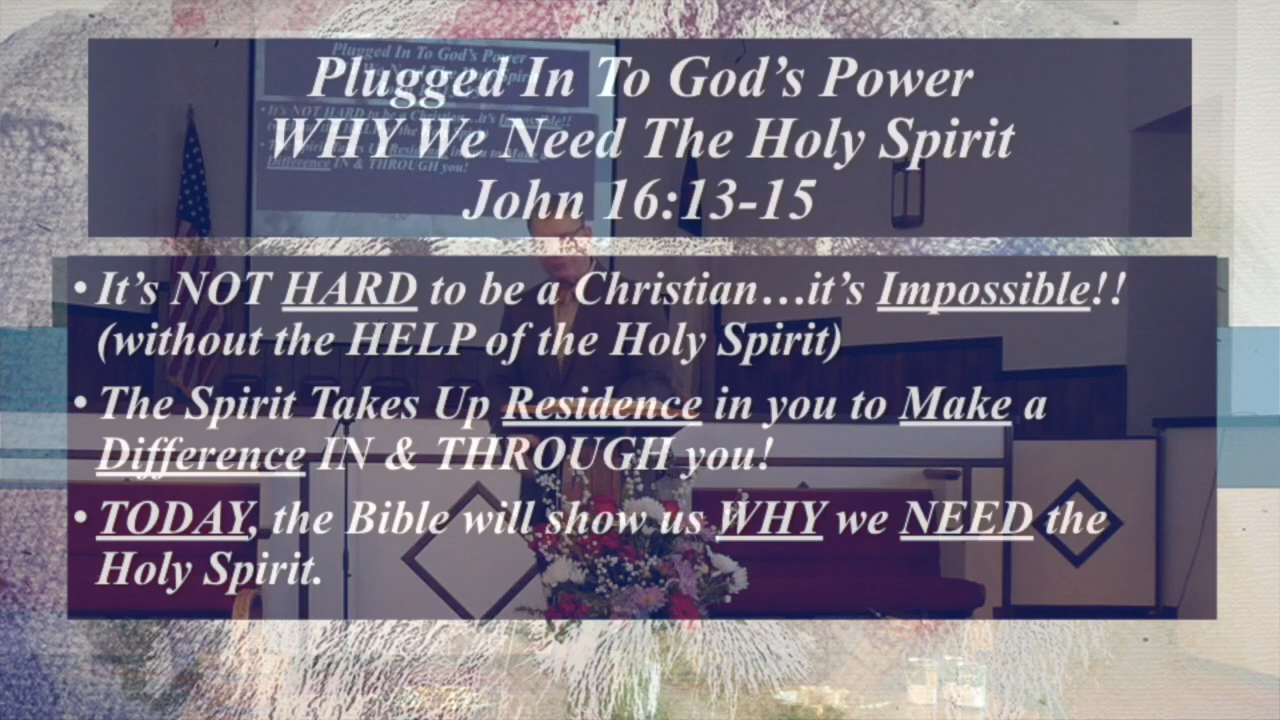 Plugged In To God's Power
WHY We Need The Holy Spirit
John 16:13-15
• It's NOT HARD to be a Christian…it's Impossible!!
(without the HELP of the Holy Spirit)
• The Spirit Takes Up Residence in you to Make a
Difference IN & THROUGH you!
• TODAY, the Bible will show us WHY we NEED the
Holy Spirit.